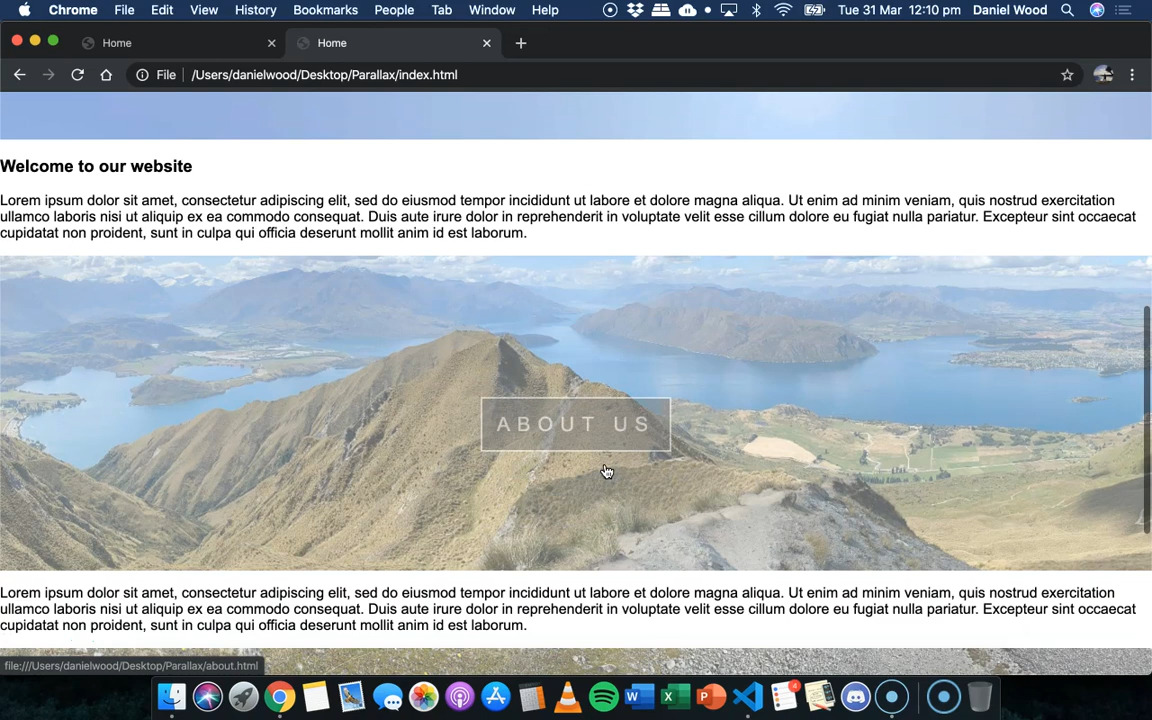 Chrome File Edit View History Bookmarks People Tab Window Help Tue 31 Mar 12:10 pm Daniel Wood
Home Home
File /Users/danielwood/Desktop/Parallax/index.html
Welcome to our website
Lorem ipsum dolor sit amet, consectetur adipiscing elit, sed do eiusmod tempor incididunt ut labore et dolore magna aliqua. Ut enim ad minim veniam, quis nostrud exercitation
ullamco laboris nisi ut aliquip ex ea commodo consequat. Duis aute irure dolor in reprehenderit in voluptate velit esse cillum dolore eu fugiat nulla pariatur. Excepteur sint occaecat
cupidatat non proident, sunt in culpa qui officia deserunt mollit anim id est laborum.
ABOUT US
Lorem ipsum dolor sit amet, consectetur adipiscing elit, sed do eiusmod tempor incididunt ut labore et dolore magna aliqua. Ut enim ad minim veniam, quis nostrud exercitation
ullamco laboris nisi ut aliquip ex ea commodo consequat. Duis aute irure dolor in reprehenderit in voluptate velit esse cillum dolore eu fugiat nulla pariatur. Excepteur sint occaecat
cupidatat non proident, sunt in culpa qui officia deserunt mollit anim id est laborum.
file:///Users/danielwood/Desktop/Parallax/about.html
W X P 4